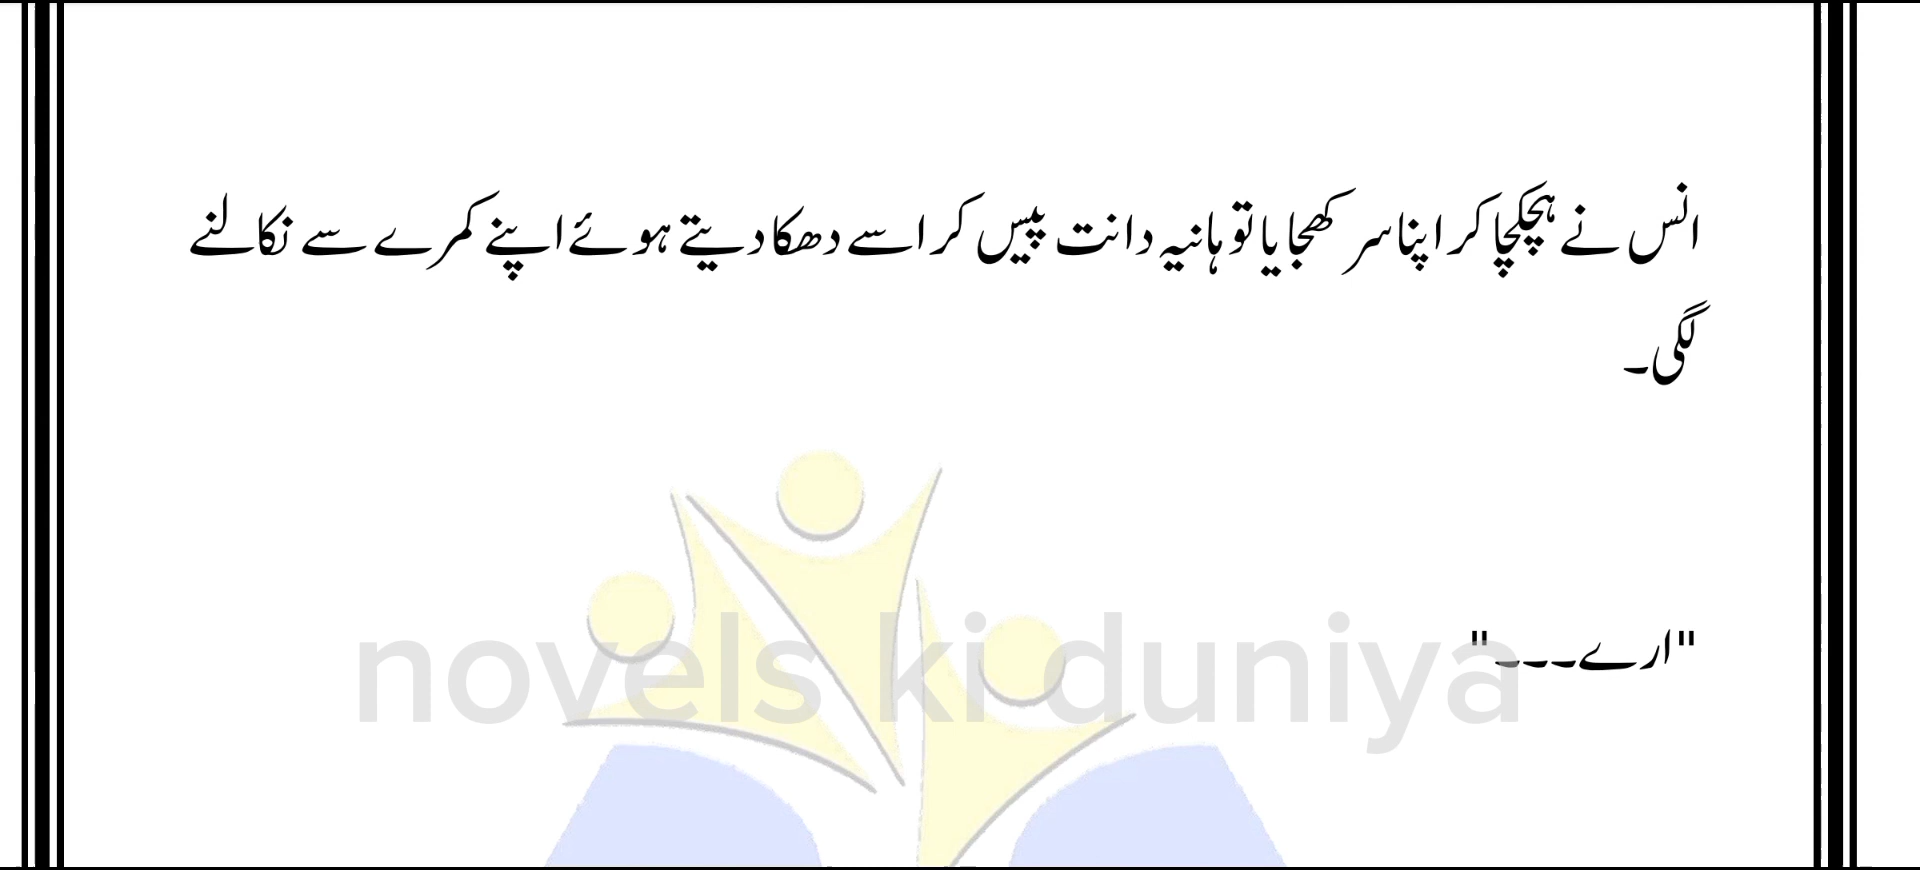 انس نے ہچکچا کر اپنا سر کھجایا تو ہانیہ دانت پیس کر اسے دھکا دیتے ہوئے اپنے کمرے سے نکالنے
لگی۔
"ارے۔۔۔"
novels ki duniya